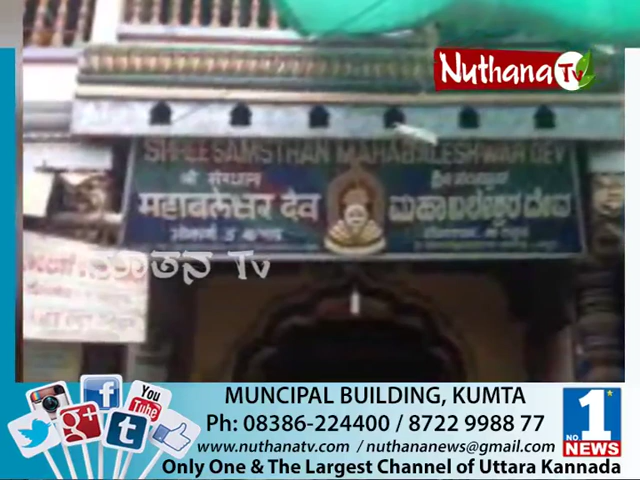 Nuthana Tv
SHREE SAMSTHAN MAHABALESHWAR DEV
श्री संस्थान
महाबलेश्वर देव
ಶ್ರೀ ಸಂಸ್ಥಾನ
ಮಹಾಬಲೇಶ್ವರ ದೇವ
ನೂತನ Tv
You
Tube
MUNCIPAL BUILDING, KUMTA
Ph: 08386-224400 / 8722 9988 77
www.nuthanatv.com / nuthananews@gmail.com
Only One & The Largest Channel of Uttara Kannada
NO 1
NEWS